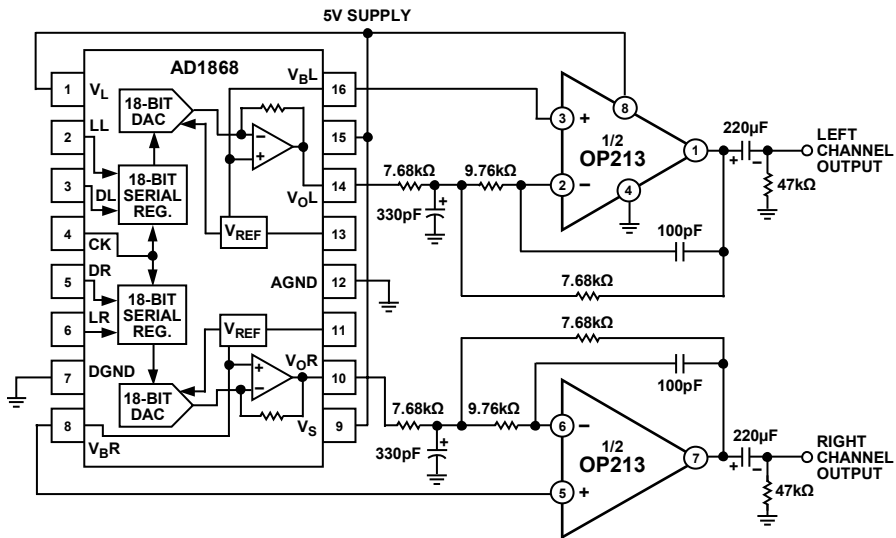 5V SUPPLY
AD1868
1
VL
18-BIT
DAC
VBL
16
2
LL
15
3
DL
18-BIT
SERIAL
REG.
VOL
14
4
CK
VREF
13
5
DR
AGND
12
6
LR
18-BIT
SERIAL
REG.
VREF
11
7
DGND
VOR
10
8
VBR
18-BIT
DAC
VS
9
7.68kΩ
330pF
+
9.76kΩ
3
+
2
−
1/2
OP213
8
4
1
220µF
+ −
47kΩ
LEFT
CHANNEL
OUTPUT
100pF
7.68kΩ
7.68kΩ
100pF
7.68kΩ
330pF
+
9.76kΩ
6
−
5
+
1/2
OP213
7
220µF
+ −
47kΩ
RIGHT
CHANNEL
OUTPUT
−
+
+
−